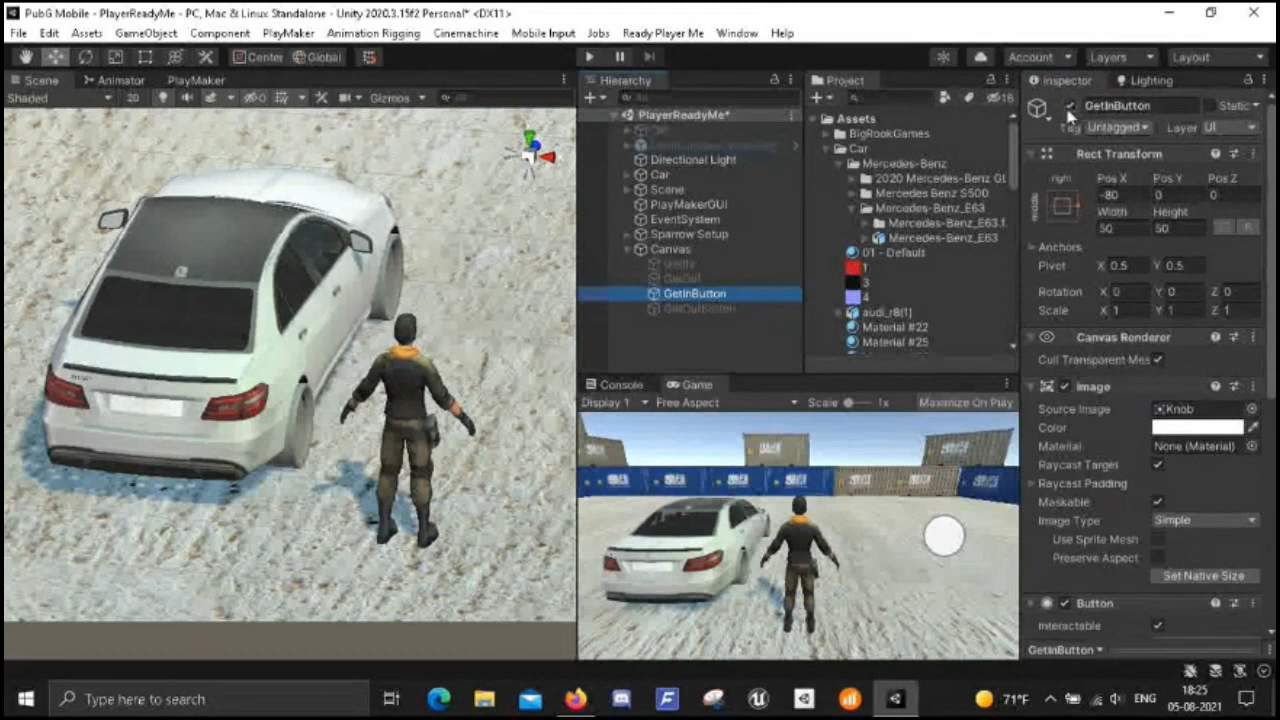 PubG Mobile - PlayerReadyMe - PC, Mac & Linux Standalone - Unity 2020.3.15f2 Personal* <DX11>
File Edit Assets GameObject Component PlayMaker Animation Rigging Cinemachine Mobile Input Jobs Ready Player Me Window Help
Center Global Account Layers Layout
Scene Animator PlayMaker
Shaded 2D Gizmos All
Hierarchy
All
PlayerReadyMe*
Directional Light
Car
Scene
PlayMakerGUI
EventSystem
Sparrow Setup
Canvas
GetIn
GetOut
GetInButton
GetOutButton
Project
16
Assets
BigRookGames
Car
Mercedes-Benz
2020 Mercedes-Benz GL
Mercedes Benz S500
Mercedes-Benz_E63
Mercedes-Benz_E63.f
Mercedes-Benz_E63
01 - Default
1
3
4
audi_r8[1]
Material #22
Material #25
Console Game
Display 1 Free Aspect Scale 1x Maximize On Play
Inspector Lighting
GetInButton Static
Tag Untagged Layer UI
Rect Transform
right Pos X Pos Y Pos Z
middle -80 0 0
Width Height
50 50 R
Anchors
Pivot X 0.5 Y 0.5
Rotation X 0 Y 0 Z 0
Scale X 1 Y 1 Z 1
Canvas Renderer
Cull Transparent Mes
Image
Source Image Knob
Color
Material None (Material)
Raycast Target
Raycast Padding
Maskable
Image Type Simple
Use Sprite Mesh
Preserve Aspect
Set Native Size
Button
Interactable
GetInButton
Type here to search
71°F ENG
18:25
05-08-2021